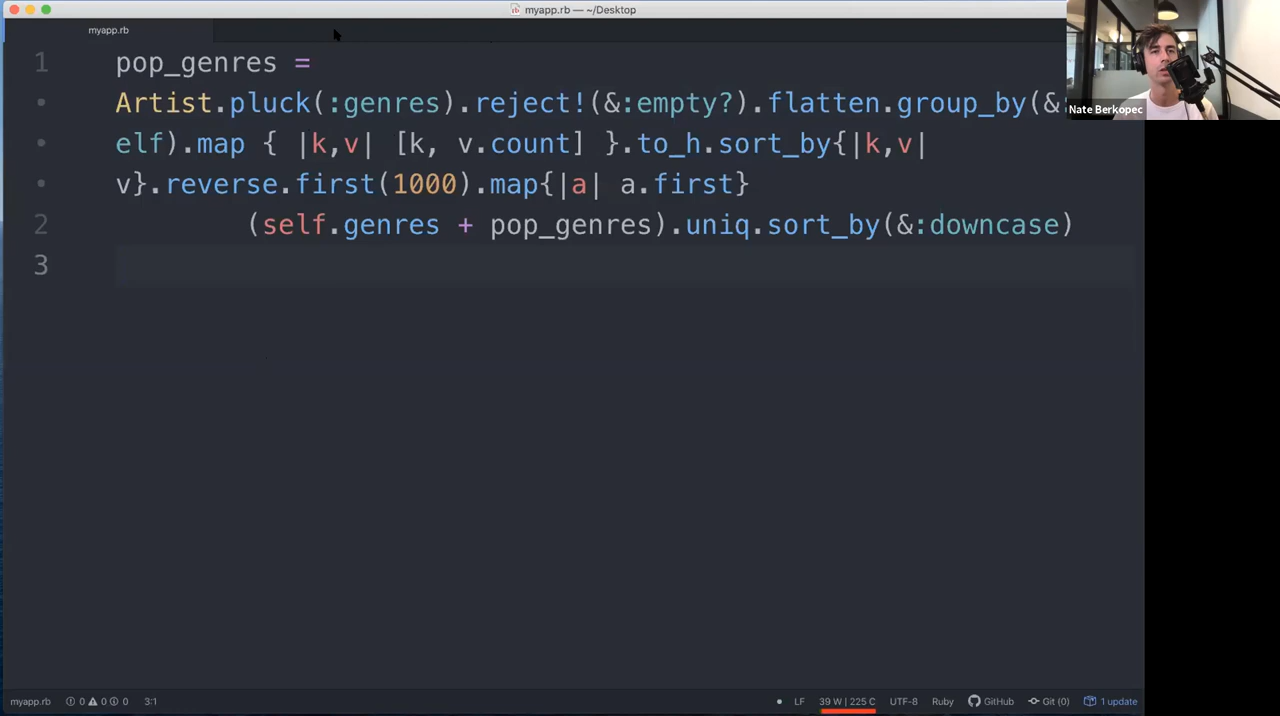 myapp.rb — ~/Desktop
myapp.rb
Nate Berkopec
1 pop_genres =
• Artist.pluck(:genres).reject!(&:empty?).flatten.group_by(&:
• elf).map { |k,v| [k, v.count] }.to_h.sort_by{|k,v|
• v}.reverse.first(1000).map{|a| a.first}
2 (self.genres + pop_genres).uniq.sort_by(&:downcase)
3
myapp.rb 0 0 0 3:1 LF 39 W | 225 C UTF-8 Ruby GitHub Git (0) 1 update